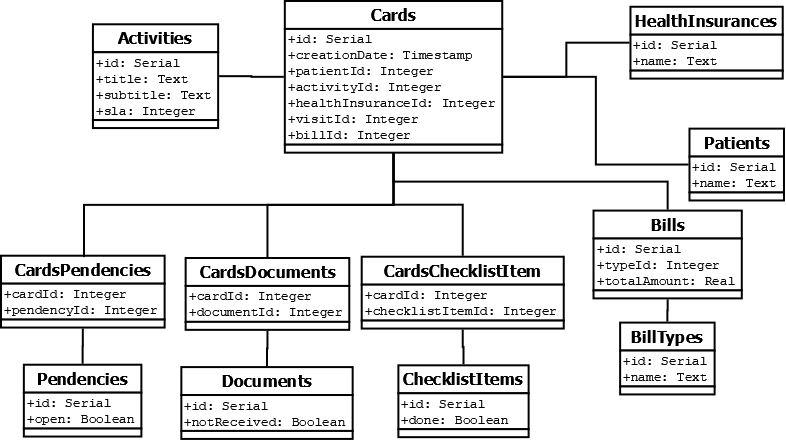 Cards
+id: Serial
+creationDate: Timestamp
+patientId: Integer
+activityId: Integer
+healthInsuranceId: Integer
+visitId: Integer
+billId: Integer
Activities
+id: Serial
+title: Text
+subtitle: Text
+sla: Integer
HealthInsurances
+id: Serial
+name: Text
Patients
+id: Serial
+name: Text
Bills
+id: Serial
+typeId: Integer
+totalAmount: Real
BillTypes
+id: Serial
+name: Text
CardsPendencies
+cardId: Integer
+pendencyId: Integer
CardsDocuments
+cardId: Integer
+documentId: Integer
CardsChecklistItem
+cardId: Integer
+checklistItemId: Integer
Pendencies
+id: Serial
+open: Boolean
Documents
+id: Serial
+notReceived: Boolean
ChecklistItems
+id: Serial
+done: Boolean